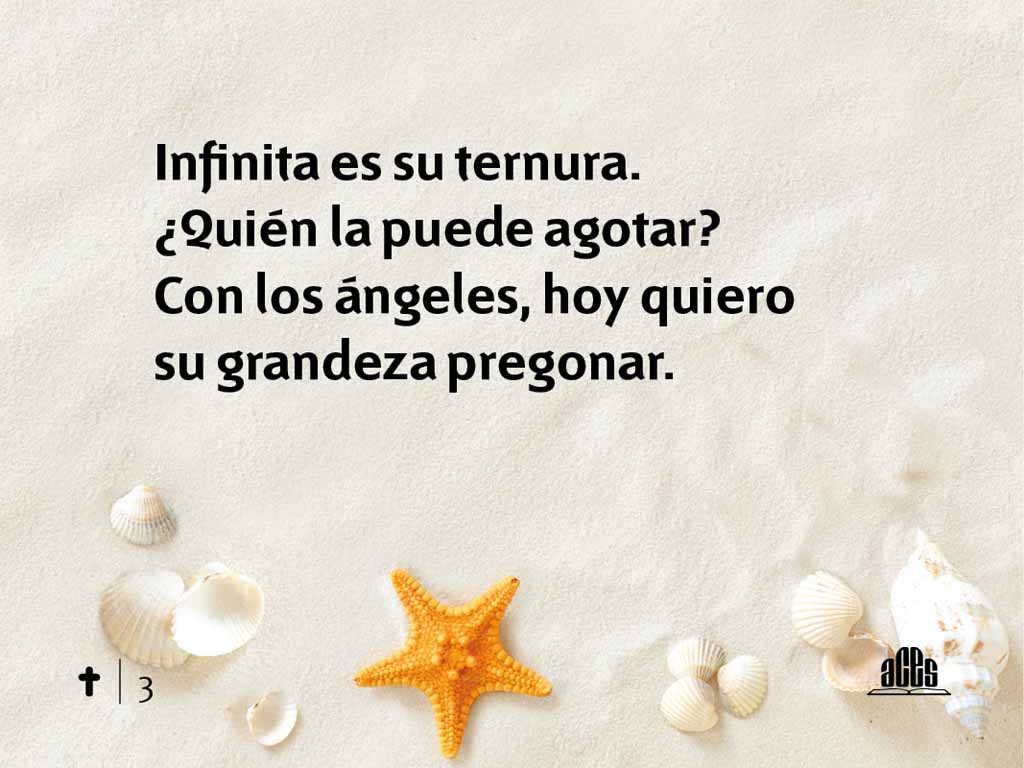 Infinita es su ternura.
¿Quién la puede agotar?
Con los ángeles, hoy quiero
su grandeza pregonar.
3
aces